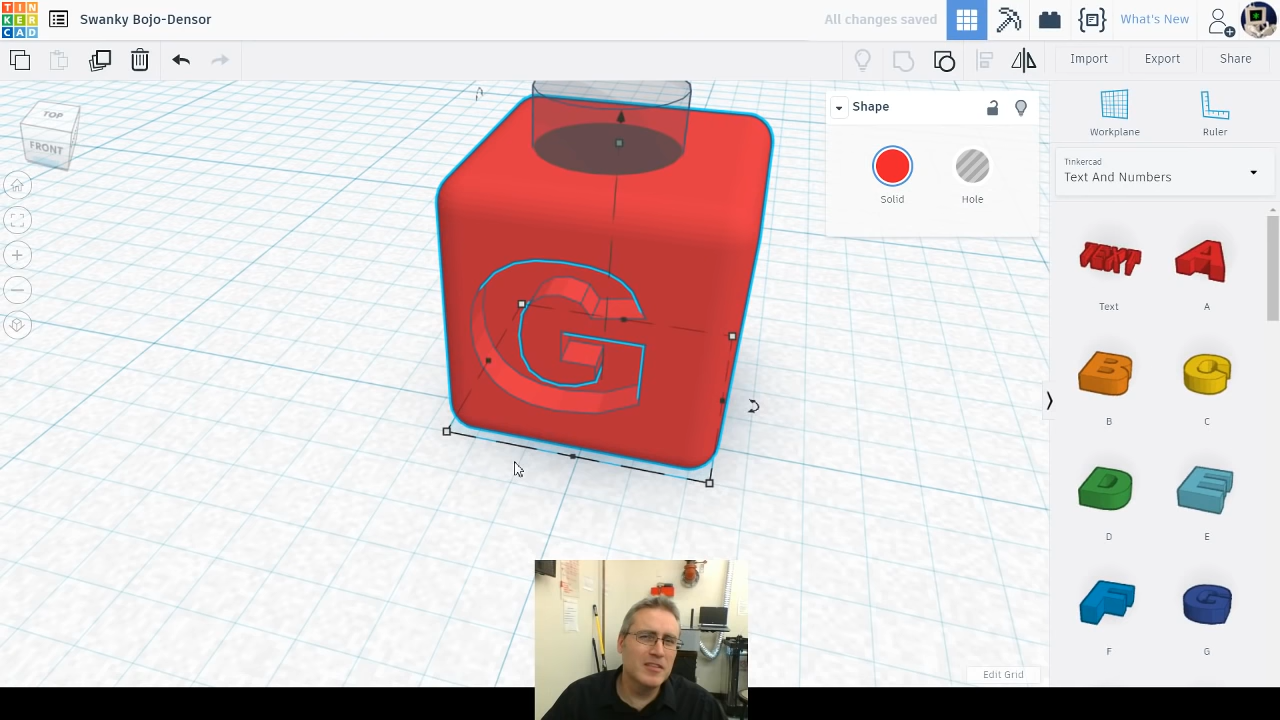 TIN
KER
CAD
Swanky Bojo-Densor
All changes saved
What's New
Import
Export
Share
TOP
FRONT
G
Shape
Solid
Hole
Workplane
Ruler
Tinkercad
Text And Numbers
TEXT
A
Text
A
B
C
B
C
D
E
D
E
F
G
F
G
Edit Grid